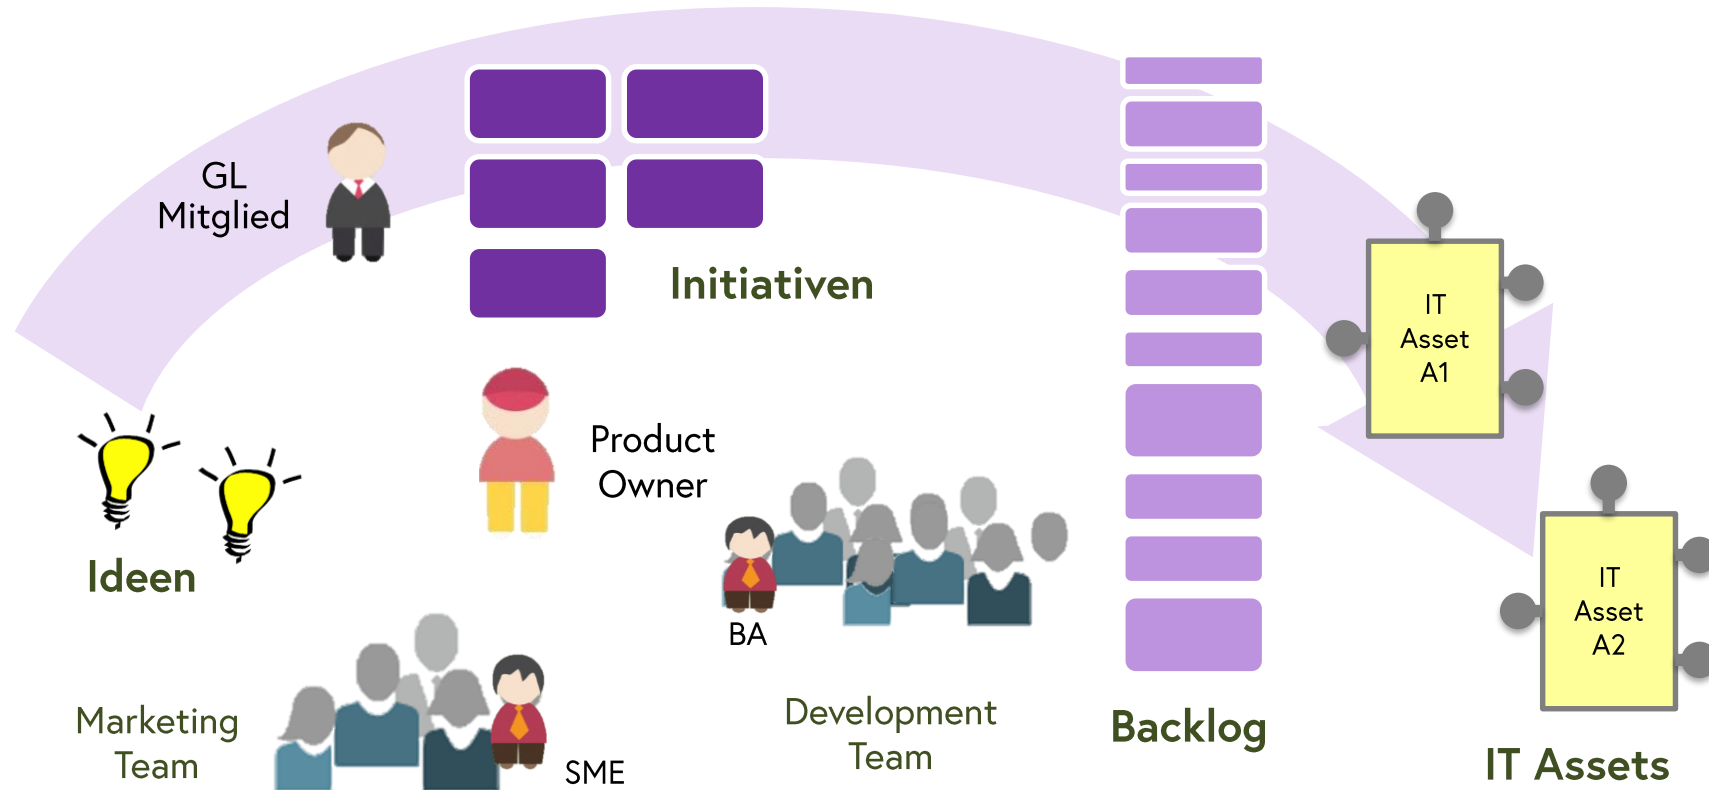 GL
Mitglied
Initiativen
IT
Asset
A1
Product
Owner
Ideen
BA
IT
Asset
A2
Marketing
Team
SME
Development
Team
Backlog
IT Assets